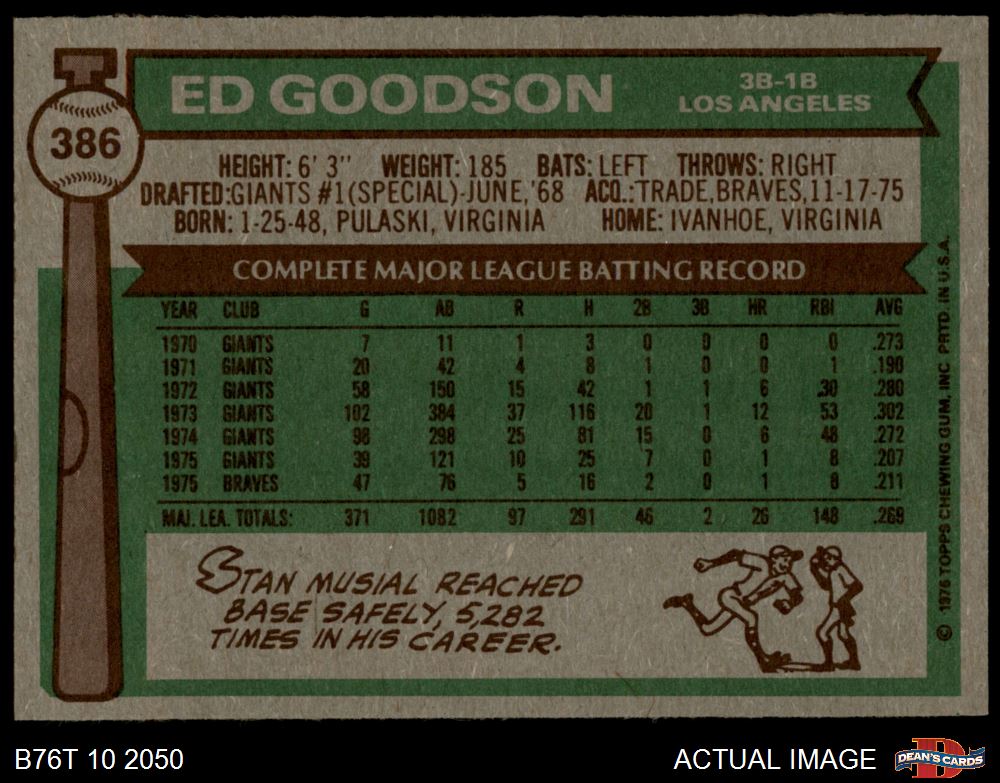 ED GOODSON
3B-1B
LOS ANGELES
386
HEIGHT: 6' 3" WEIGHT: 185 BATS: LEFT THROWS: RIGHT
DRAFTED: GIANTS #1 (SPECIAL)-JUNE, '68 ACQ.: TRADE, BRAVES, 11-17-75
BORN: 1-25-48, PULASKI, VIRGINIA HOME: IVANHOE, VIRGINIA
COMPLETE MAJOR LEAGUE BATTING RECORD
YEAR CLUB G AB R H 2B 3B HR RBI AVG
1970 GIANTS 7 11 1 3 0 0 0 0 .273
1971 GIANTS 20 42 4 8 1 0 0 1 .190
1972 GIANTS 58 150 15 42 1 1 6 30 .280
1973 GIANTS 102 384 37 116 20 1 12 53 .302
1974 GIANTS 98 298 25 81 15 0 6 48 .272
1975 GIANTS 39 121 10 25 7 0 1 8 .207
1975 BRAVES 47 76 5 16 2 0 1 8 .211
MAJ. LEA. TOTALS: 371 1082 97 291 46 2 26 148 .269
STAN MUSIAL REACHED
BASE SAFELY, 5,282
TIMES IN HIS CAREER.
© 1976 TOPPS CHEWING GUM, INC PRTD. IN U.S.A.
B76T 10 2050
ACTUAL IMAGE
D
DEAN'S CARDS